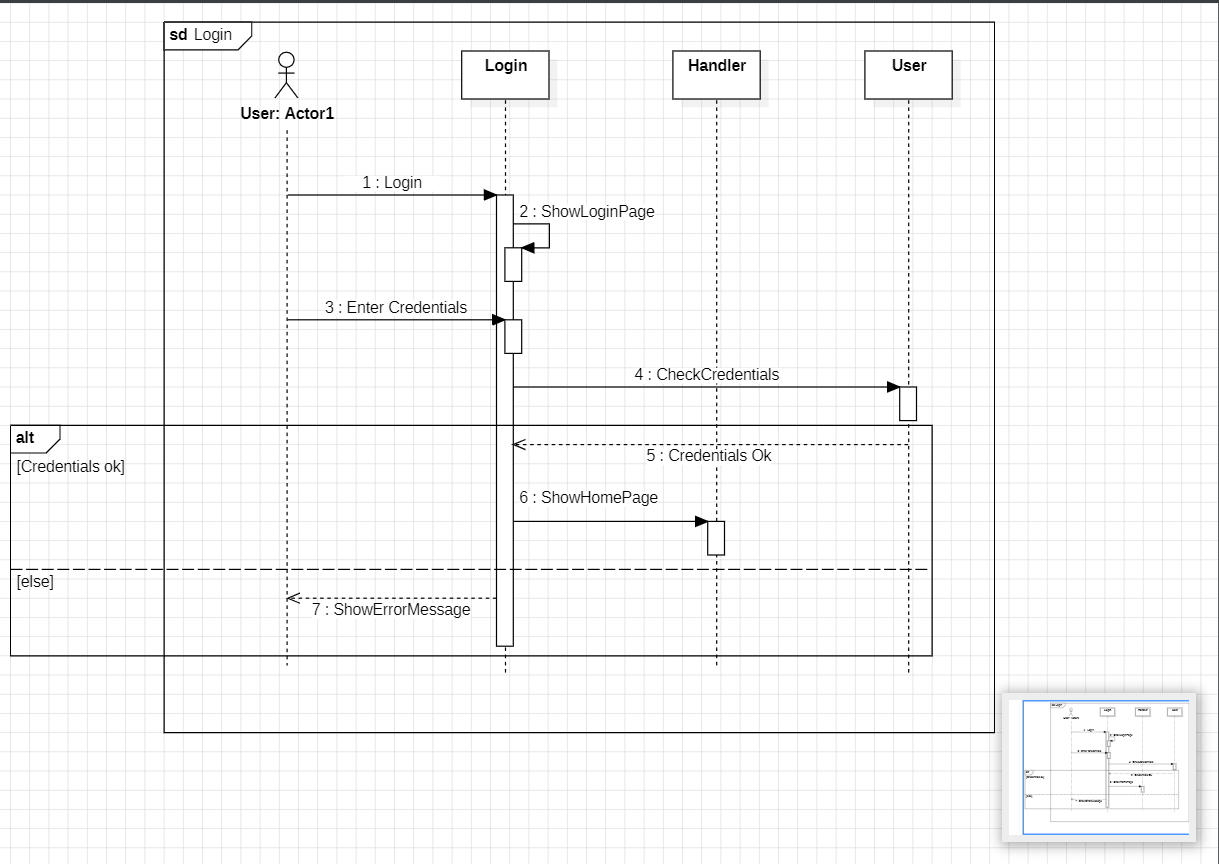 sd Login
Login
Handler
User
User: Actor1
1 : Login
2 : ShowLoginPage
3 : Enter Credentials
4 : CheckCredentials
alt
[Credentials ok]
5 : Credentials Ok
6 : ShowHomePage
[else]
7 : ShowErrorMessage